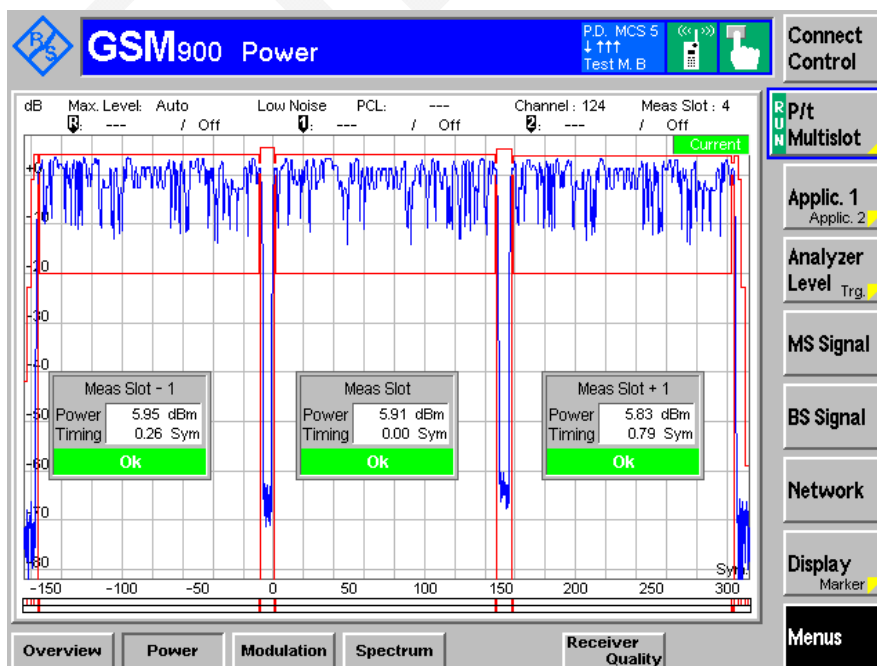 R/S
GSM900 Power
P.D. MCS 5
↓ ↑↑↑
Test M. B
Connect
Control
dB Max. Level: Auto Low Noise PCL: --- Channel : 124 Meas Slot : 4
R: --- / Off 1: --- / Off 2: --- / Off
Current
RUN
P/t
Multislot
Applic. 1
Applic. 2
Analyzer
Level Trg.
MS Signal
BS Signal
Network
Display
Marker
Menus
+0
-10
-20
-30
-40
-50
-60
-70
-80
Meas Slot - 1
Power 5.95 dBm
Timing 0.26 Sym
Ok
Meas Slot
Power 5.91 dBm
Timing 0.00 Sym
Ok
Meas Slot + 1
Power 5.83 dBm
Timing 0.79 Sym
Ok
-150 -100 -50 0 50 100 150 200 250 300
Overview Power Modulation Spectrum Receiver
Quality